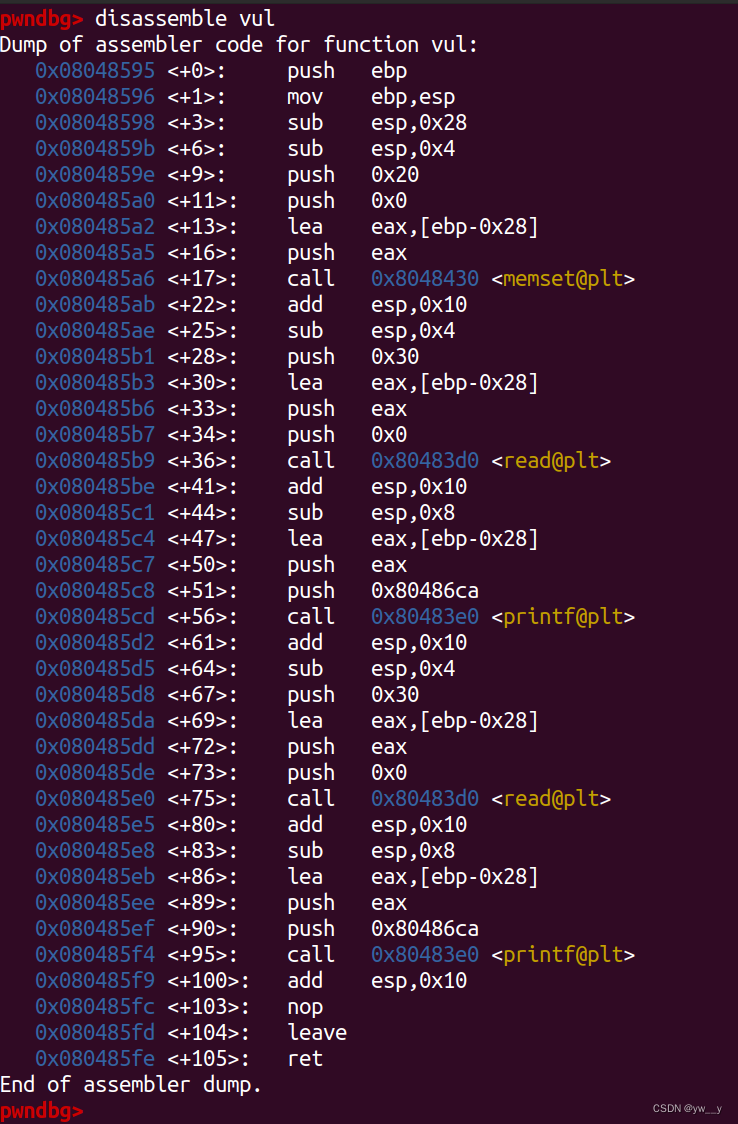 pwndbg> disassemble vul
Dump of assembler code for function vul:
   0x08048595 <+0>:     push   ebp
   0x08048596 <+1>:     mov    ebp,esp
   0x08048598 <+3>:     sub    esp,0x28
   0x0804859b <+6>:     sub    esp,0x4
   0x0804859e <+9>:     push   0x20
   0x080485a0 <+11>:    push   0x0
   0x080485a2 <+13>:    lea    eax,[ebp-0x28]
   0x080485a5 <+16>:    push   eax
   0x080485a6 <+17>:    call   0x8048430 <memset@plt>
   0x080485ab <+22>:    add    esp,0x10
   0x080485ae <+25>:    sub    esp,0x4
   0x080485b1 <+28>:    push   0x30
   0x080485b3 <+30>:    lea    eax,[ebp-0x28]
   0x080485b6 <+33>:    push   eax
   0x080485b7 <+34>:    push   0x0
   0x080485b9 <+36>:    call   0x80483d0 <read@plt>
   0x080485be <+41>:    add    esp,0x10
   0x080485c1 <+44>:    sub    esp,0x8
   0x080485c4 <+47>:    lea    eax,[ebp-0x28]
   0x080485c7 <+50>:    push   eax
   0x080485c8 <+51>:    push   0x80486ca
   0x080485cd <+56>:    call   0x80483e0 <printf@plt>
   0x080485d2 <+61>:    add    esp,0x10
   0x080485d5 <+64>:    sub    esp,0x4
   0x080485d8 <+67>:    push   0x30
   0x080485da <+69>:    lea    eax,[ebp-0x28]
   0x080485dd <+72>:    push   eax
   0x080485de <+73>:    push   0x0
   0x080485e0 <+75>:    call   0x80483d0 <read@plt>
   0x080485e5 <+80>:    add    esp,0x10
   0x080485e8 <+83>:    sub    esp,0x8
   0x080485eb <+86>:    lea    eax,[ebp-0x28]
   0x080485ee <+89>:    push   eax
   0x080485ef <+90>:    push   0x80486ca
   0x080485f4 <+95>:    call   0x80483e0 <printf@plt>
   0x080485f9 <+100>:   add    esp,0x10
   0x080485fc <+103>:   nop
   0x080485fd <+104>:   leave
   0x080485fe <+105>:   ret
End of assembler dump.
pwndbg>
CSDN @yw__y